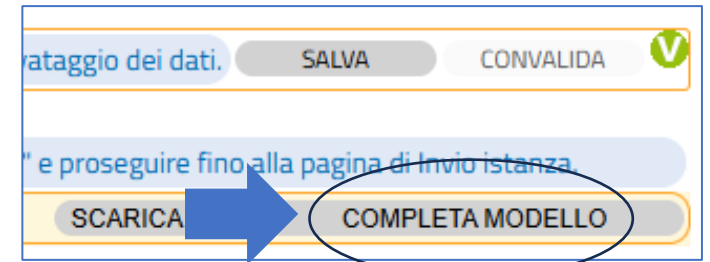 vataggio dei dati. SALVA CONVALIDA V
" e proseguire fino alla pagina di Invio istanza.
SCARICA COMPLETA MODELLO